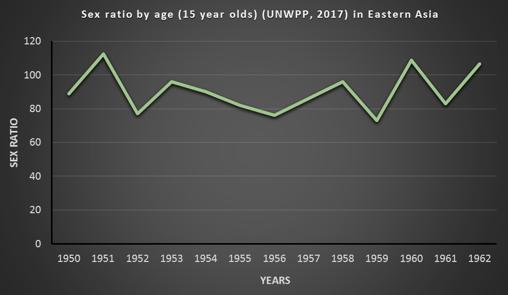 Sex ratio by age (15 year olds) (UNWPP, 2017) in Eastern Asia
120
100
80
60
40
20
0
SEX RATIO
1950 1951 1952 1953 1954 1955 1956 1957 1958 1959 1960 1961 1962
YEARS